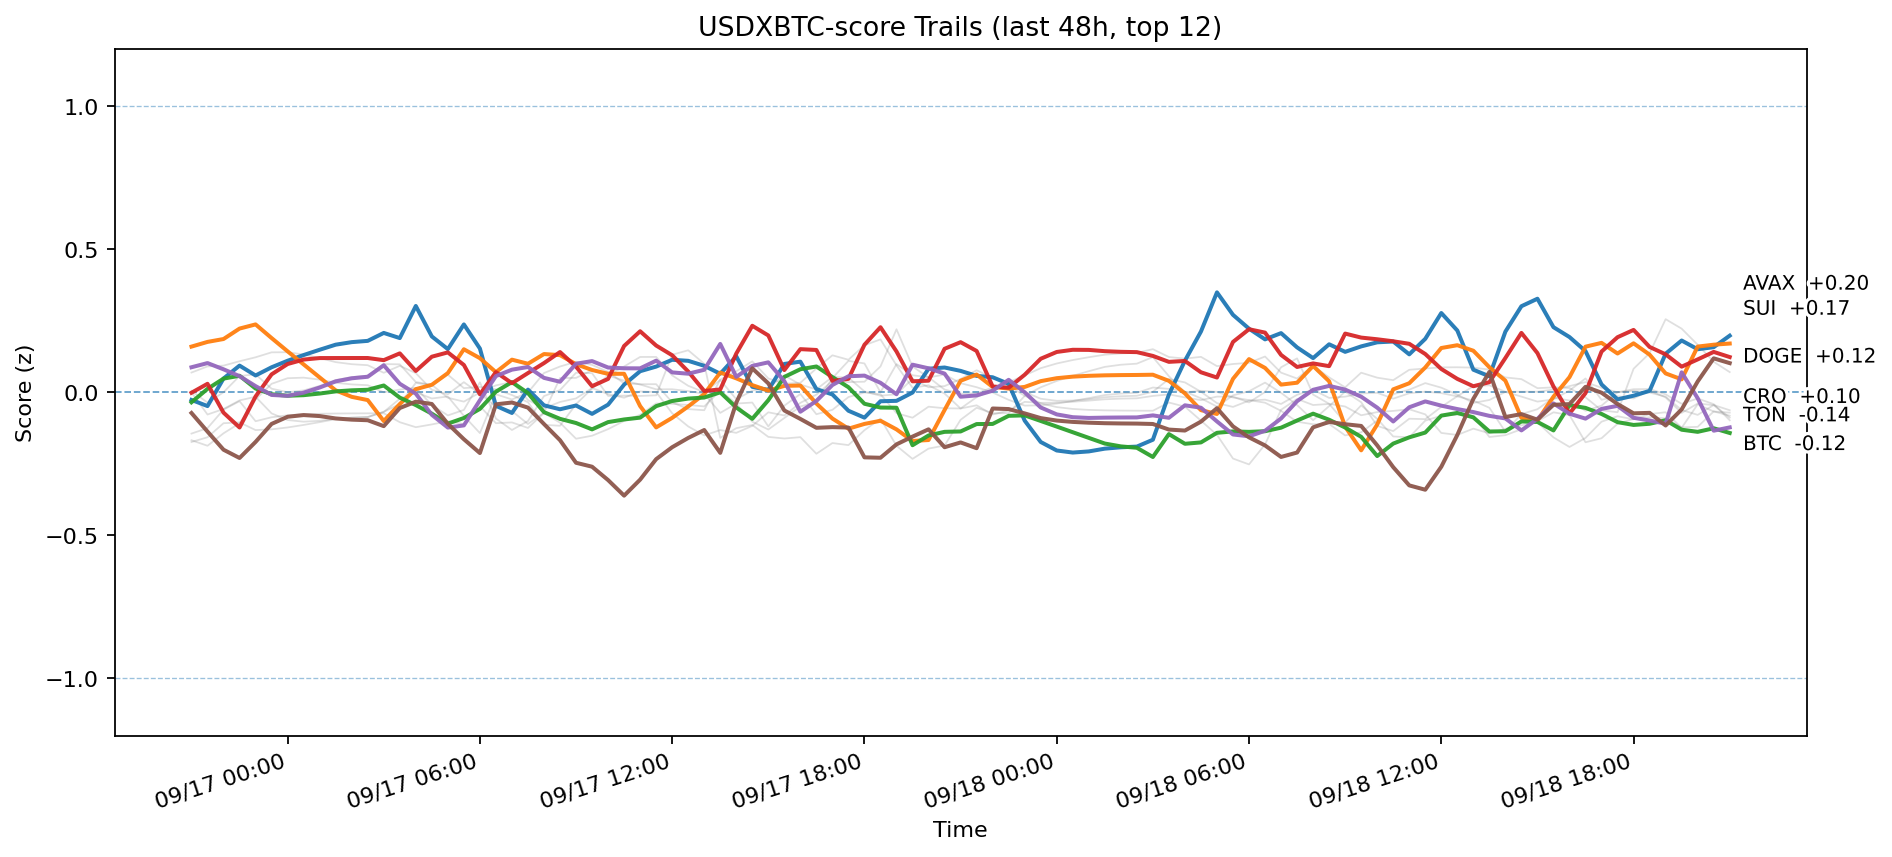 USDXBTC-score Trails (last 48h, top 12)
Score (z)
1.0
0.5
0.0
−0.5
−1.0
AVAX +0.20
SUI +0.17
DOGE +0.12
CRO +0.10
TON -0.14
BTC -0.12
09/17 00:00
09/17 06:00
09/17 12:00
09/17 18:00
09/18 00:00
09/18 06:00
09/18 12:00
09/18 18:00
Time